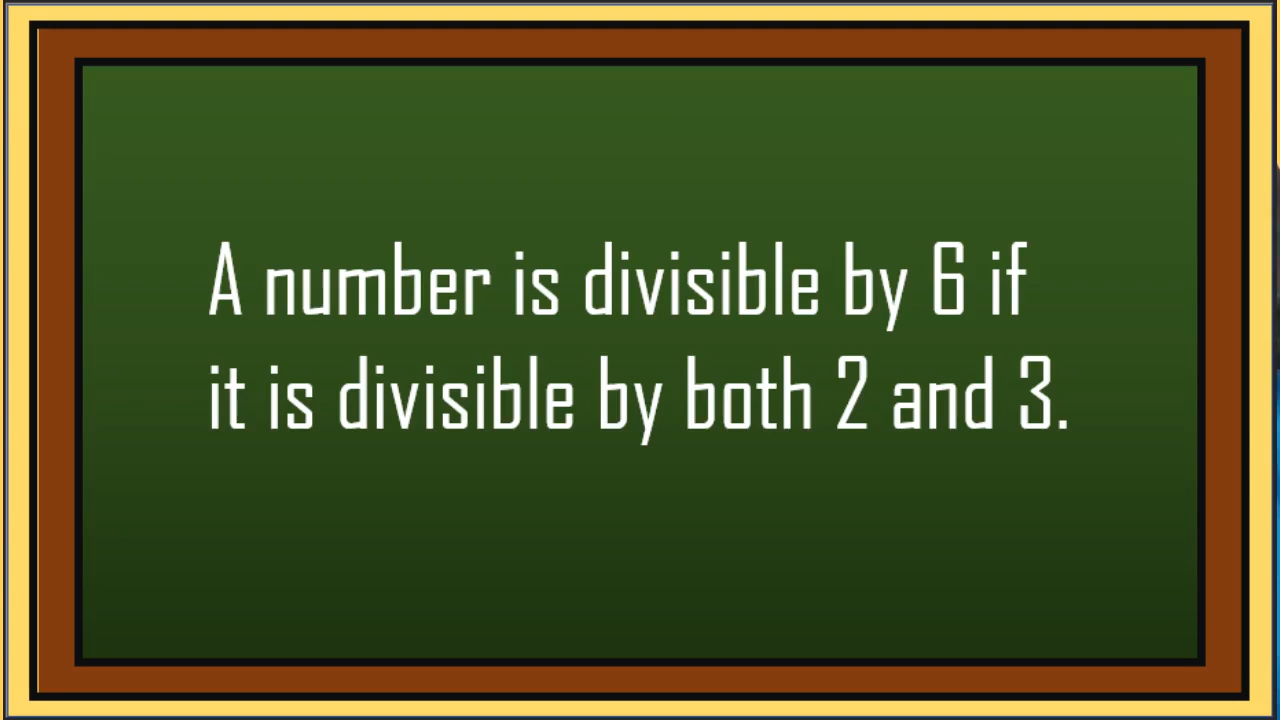 A number is divisible by 6 if
it is divisible by both 2 and 3.